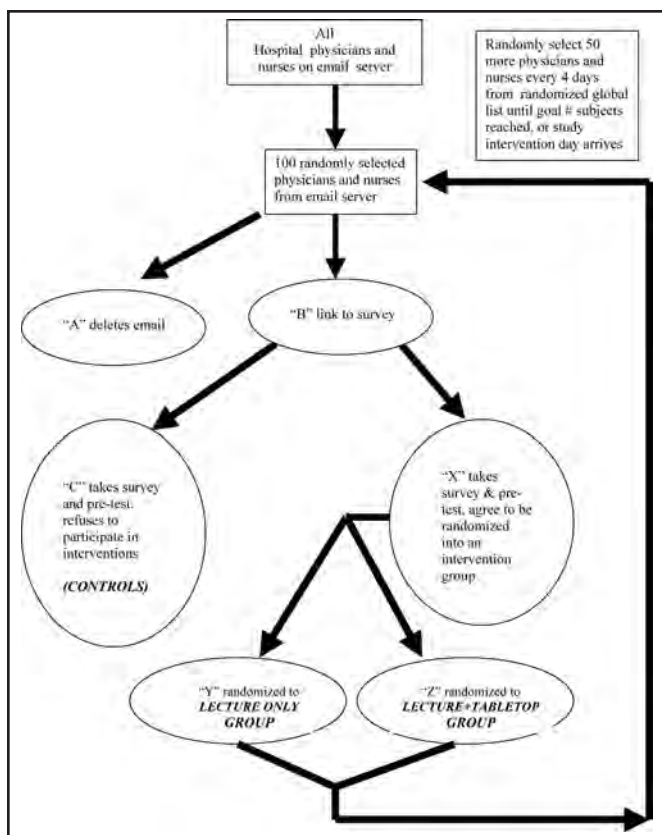 All
Hospital physicians and
nurses on email server
Randomly select 50
more physicians and
nurses every 4 days
from randomized global
list until goal # subjects
reached, or study
intervention day arrives
100 randomly selected
physicians and nurses
from email server
“A” deletes email
“B” link to survey
“C” takes survey
and pre-test.
refuses to
participate in
interventions
(CONTROLS)
“X” takes
survey & pre-
test, agree to be
randomized
into an
intervention
group
“Y” randomized to
LECTURE ONLY
GROUP
“Z” randomized to
LECTURE+TABLETOP
GROUP